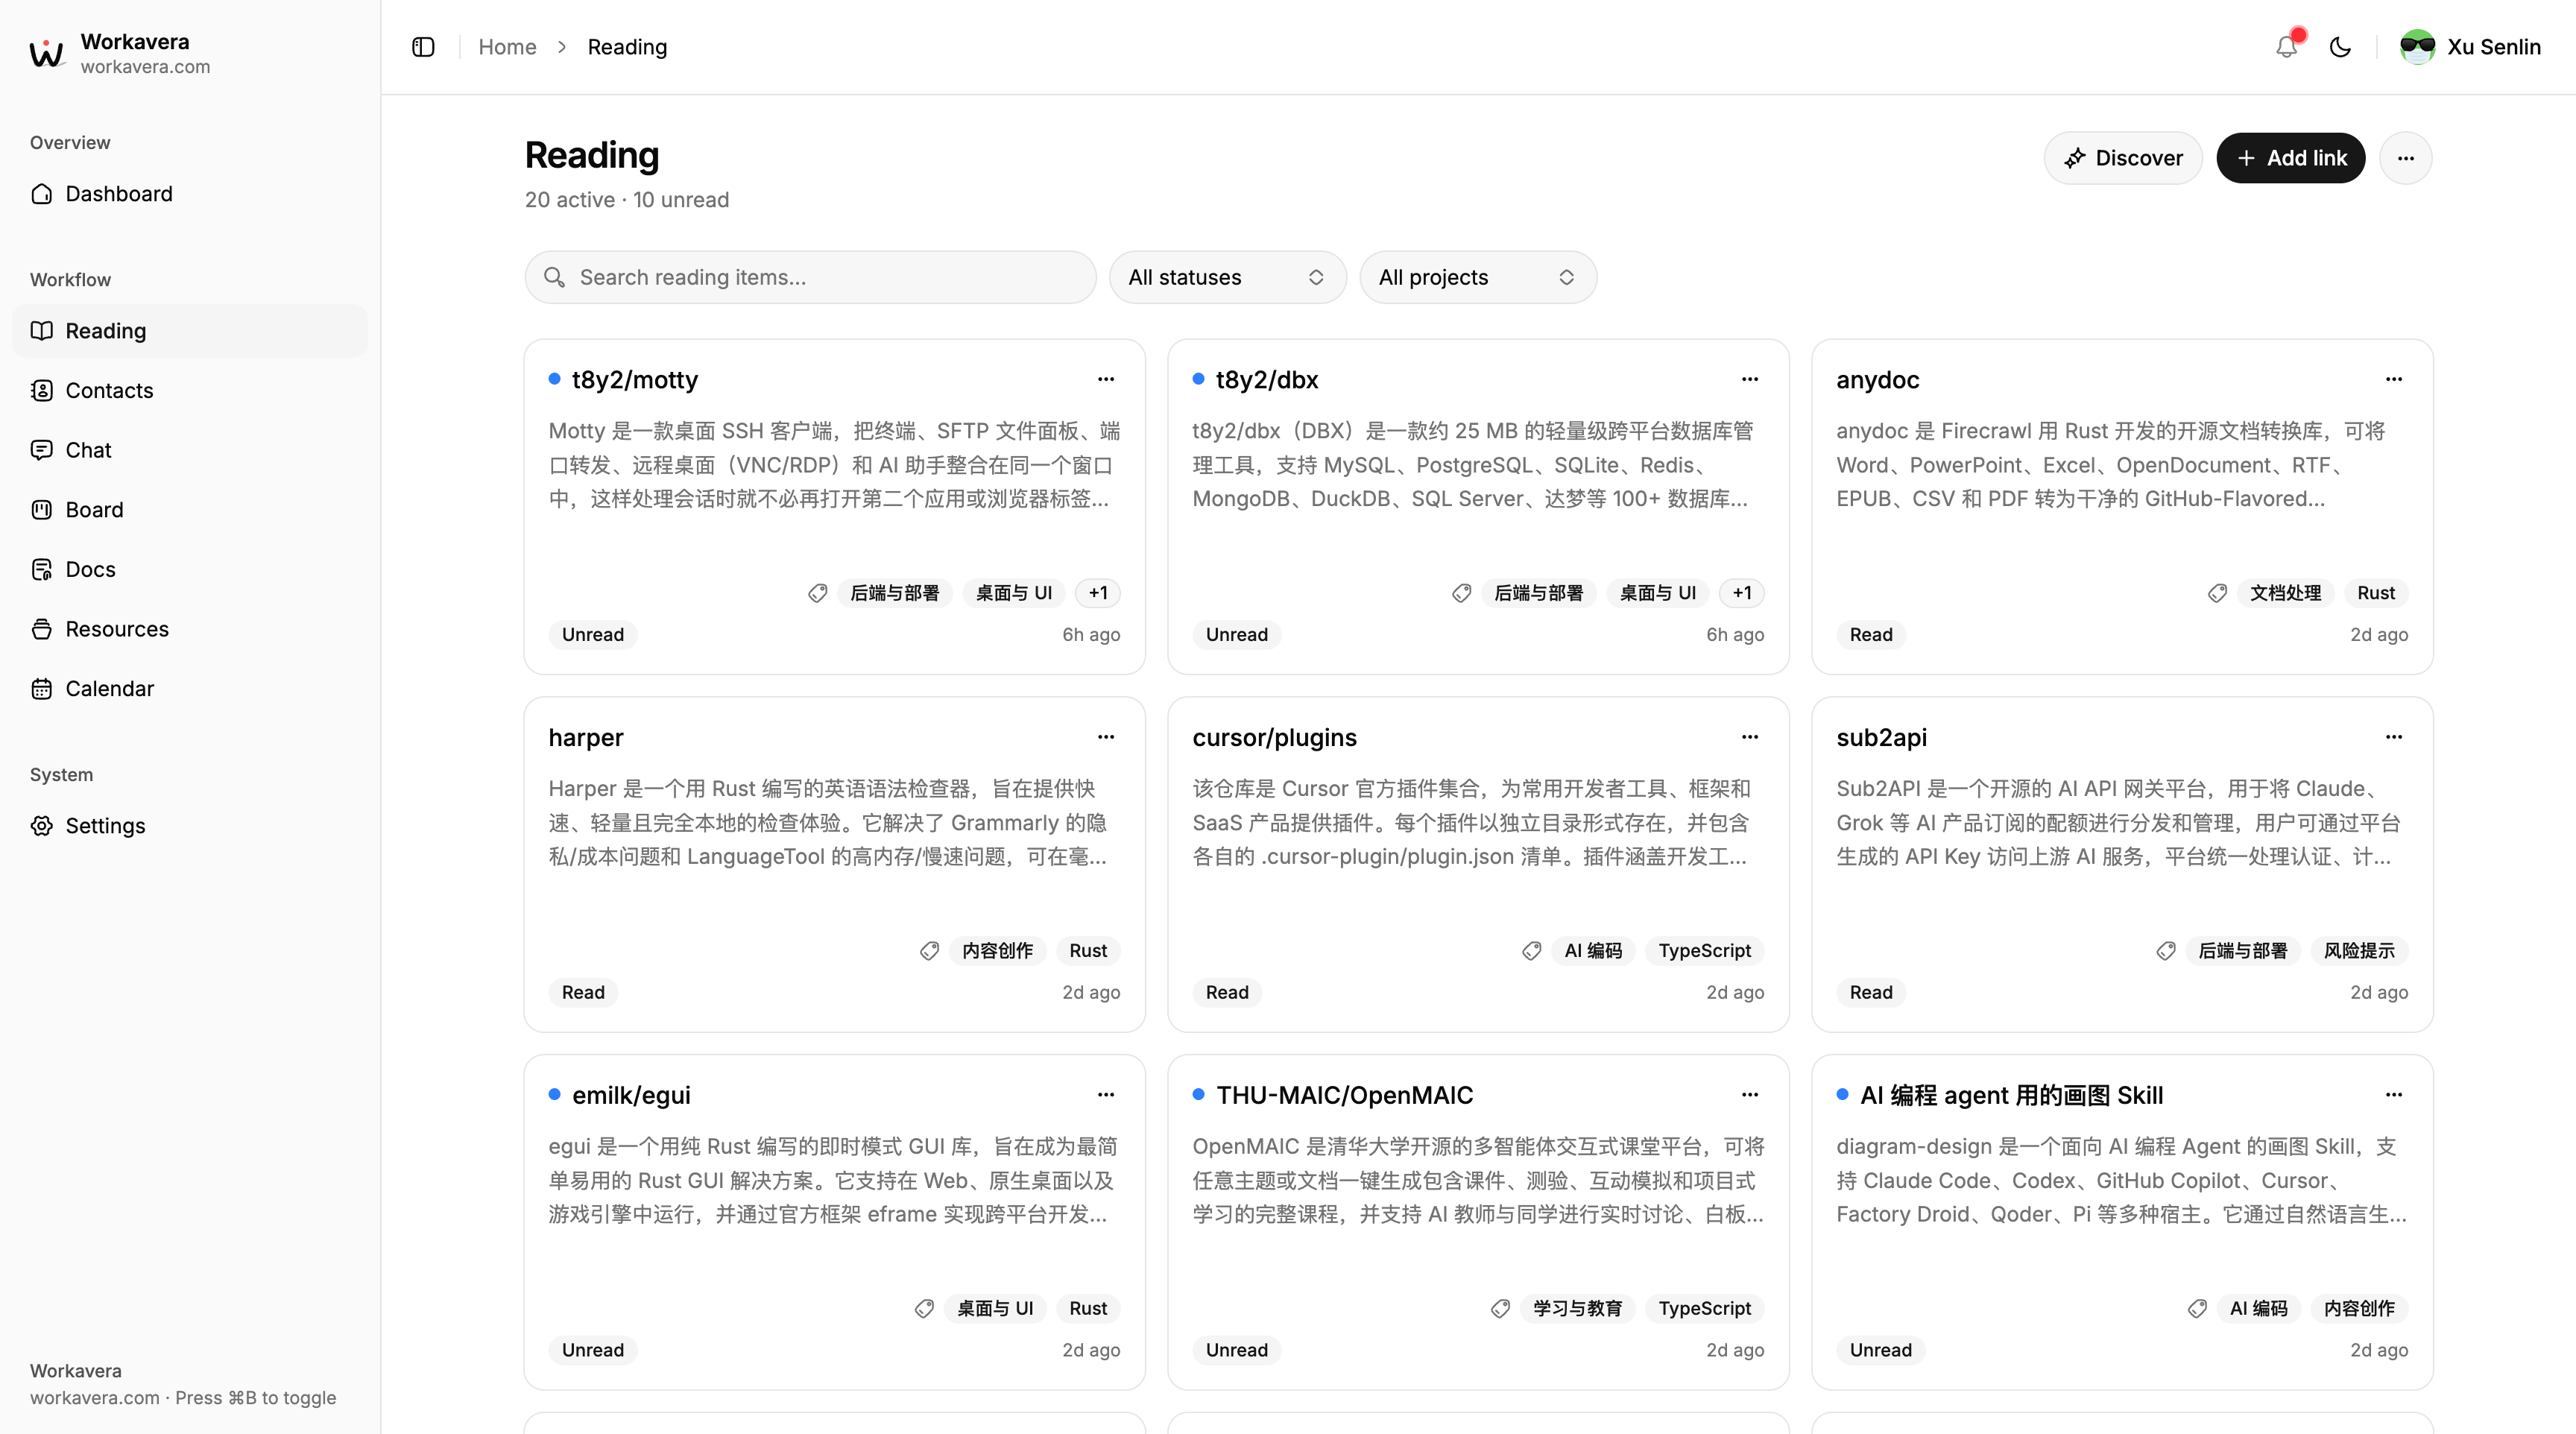 Workavera
workavera.com
Overview
Dashboard
Workflow
Reading
Contacts
Chat
Board
Docs
Resources
Calendar
System
Settings
Workavera
workavera.com · Press ⌘B to toggle
Home > Reading
Xu Senlin
Reading
20 active · 10 unread
Discover
+ Add link
Search reading items...
All statuses
All projects
t8y2/motty
Motty 是一款桌面 SSH 客户端，把终端、SFTP 文件面板、端
口转发、远程桌面（VNC/RDP）和 AI 助手整合在同一个窗口
中，这样处理会话时就不必再打开第二个应用或浏览器标签...
后端与部署 桌面与 UI +1
Unread 6h ago
t8y2/dbx
t8y2/dbx（DBX）是一款约 25 MB 的轻量级跨平台数据库管
理工具，支持 MySQL、PostgreSQL、SQLite、Redis、
MongoDB、DuckDB、SQL Server、达梦等 100+ 数据库...
后端与部署 桌面与 UI +1
Unread 6h ago
anydoc
anydoc 是 Firecrawl 用 Rust 开发的开源文档转换库，可将
Word、PowerPoint、Excel、OpenDocument、RTF、
EPUB、CSV 和 PDF 转为干净的 GitHub-Flavored...
文档处理 Rust
Read 2d ago
harper
Harper 是一个用 Rust 编写的英语语法检查器，旨在提供快
速、轻量且完全本地的检查体验。它解决了 Grammarly 的隐
私/成本问题和 LanguageTool 的高内存/慢速问题，可在毫...
内容创作 Rust
Read 2d ago
cursor/plugins
该仓库是 Cursor 官方插件集合，为常用开发者工具、框架和
SaaS 产品提供插件。每个插件以独立目录形式存在，并包含
各自的 .cursor-plugin/plugin.json 清单。插件涵盖开发工...
AI 编码 TypeScript
Read 2d ago
sub2api
Sub2API 是一个开源的 AI API 网关平台，用于将 Claude、
Grok 等 AI 产品订阅的配额进行分发和管理，用户可通过平台
生成的 API Key 访问上游 AI 服务，平台统一处理认证、计...
后端与部署 风险提示
Read 2d ago
emilk/egui
egui 是一个用纯 Rust 编写的即时模式 GUI 库，旨在成为最简
单易用的 Rust GUI 解决方案。它支持在 Web、原生桌面以及
游戏引擎中运行，并通过官方框架 eframe 实现跨平台开发...
桌面与 UI Rust
Unread 2d ago
THU-MAIC/OpenMAIC
OpenMAIC 是清华大学开源的多智能体交互式课堂平台，可将
任意主题或文档一键生成包含课件、测验、互动模拟和项目式
学习的完整课程，并支持 AI 教师与同学进行实时讨论、白板...
学习与教育 TypeScript
Unread 2d ago
AI 编程 agent 用的画图 Skill
diagram-design 是一个面向 AI 编程 Agent 的画图 Skill，支
持 Claude Code、Codex、GitHub Copilot、Cursor、
Factory Droid、Qoder、Pi 等多种宿主。它通过自然语言生...
AI 编码 内容创作
Unread 2d ago